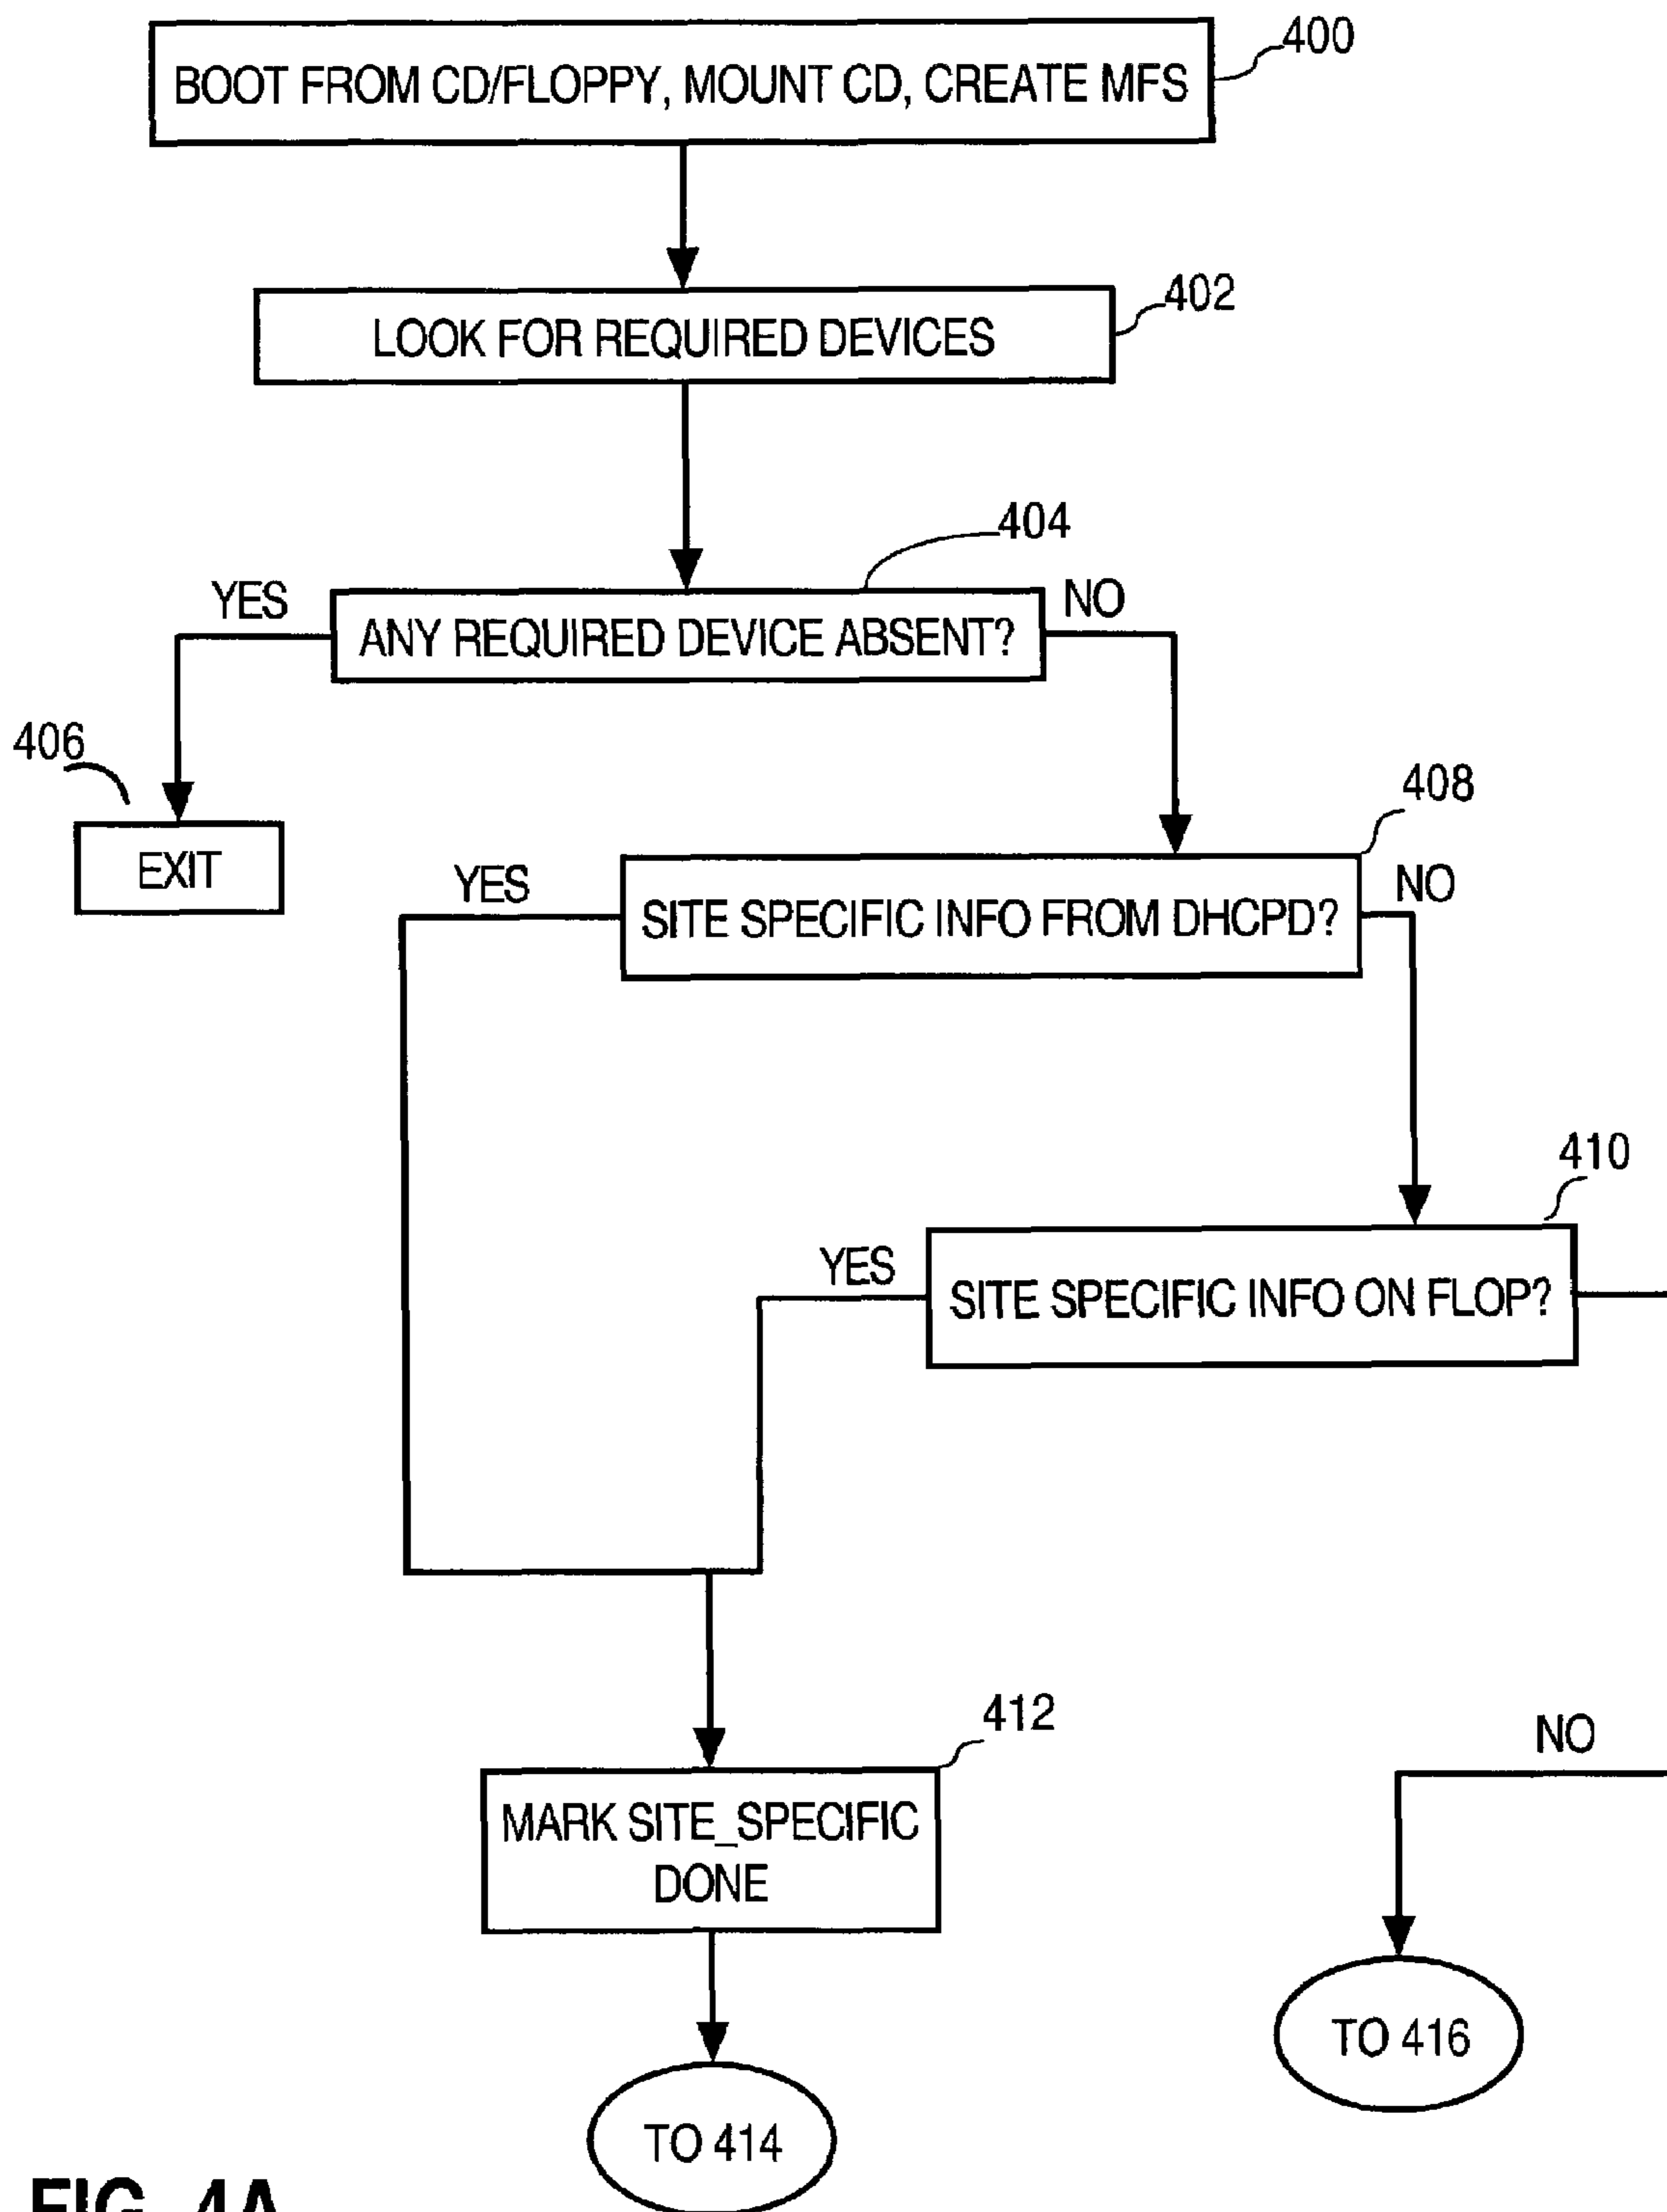 400
BOOT FROM CD/FLOPPY, MOUNT CD, CREATE MFS
402
LOOK FOR REQUIRED DEVICES
404
YES
NO
ANY REQUIRED DEVICE ABSENT?
406
EXIT
408
YES
NO
SITE SPECIFIC INFO FROM DHCPD?
410
YES
SITE SPECIFIC INFO ON FLOP?
412
NO
MARK SITE_SPECIFIC
DONE
TO 416
TO 414
FIG. 4A